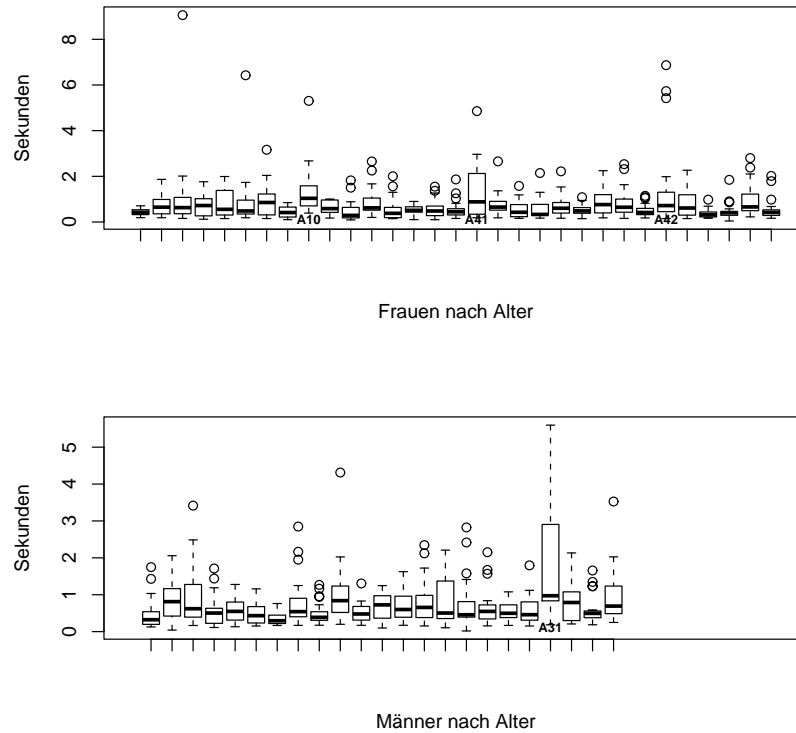 Sekunden
8
6
4
2
0
A10
A41
A42
Frauen nach Alter
Sekunden
5
4
3
2
1
0
A31
Männer nach Alter